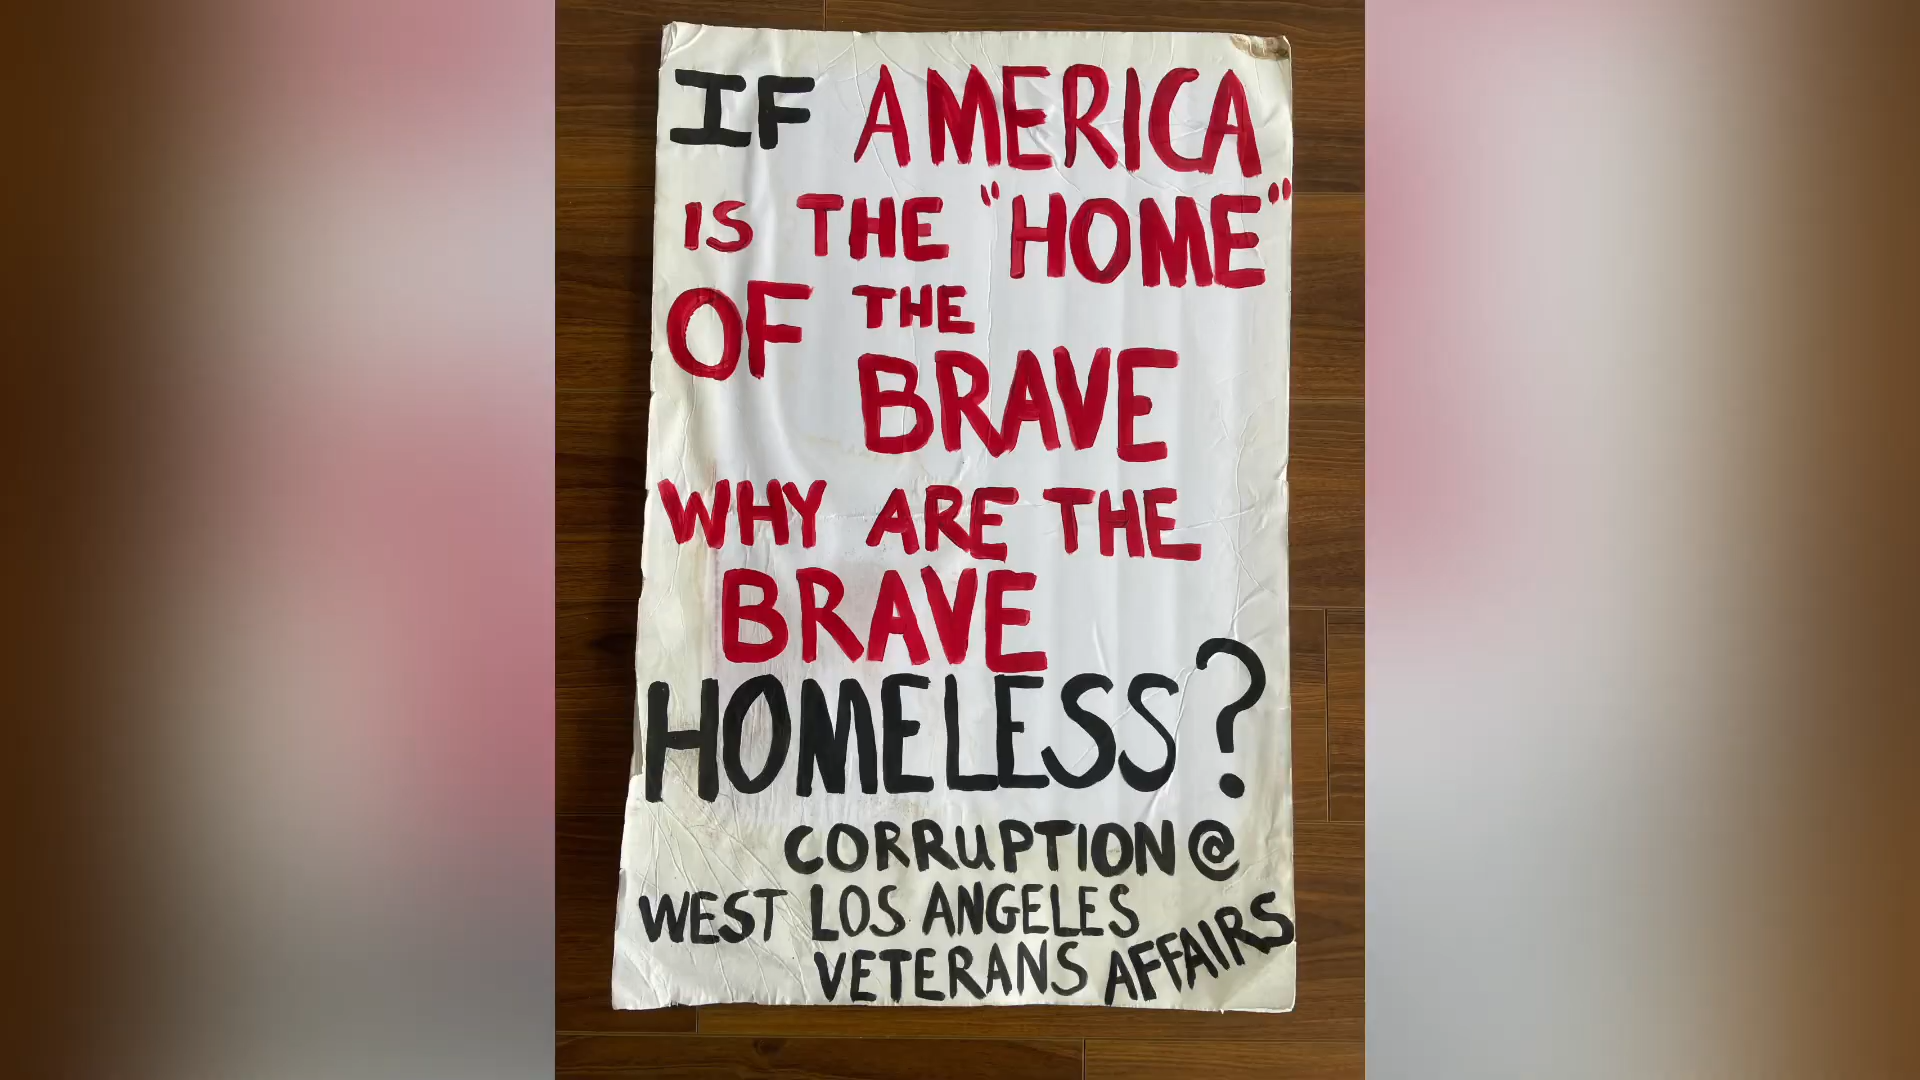 IF AMERICA
IS THE "HOME"
OF THE
BRAVE
WHY ARE THE
BRAVE
HOMELESS?
CORRUPTION @
WEST LOS ANGELES
VETERANS AFFAIRS